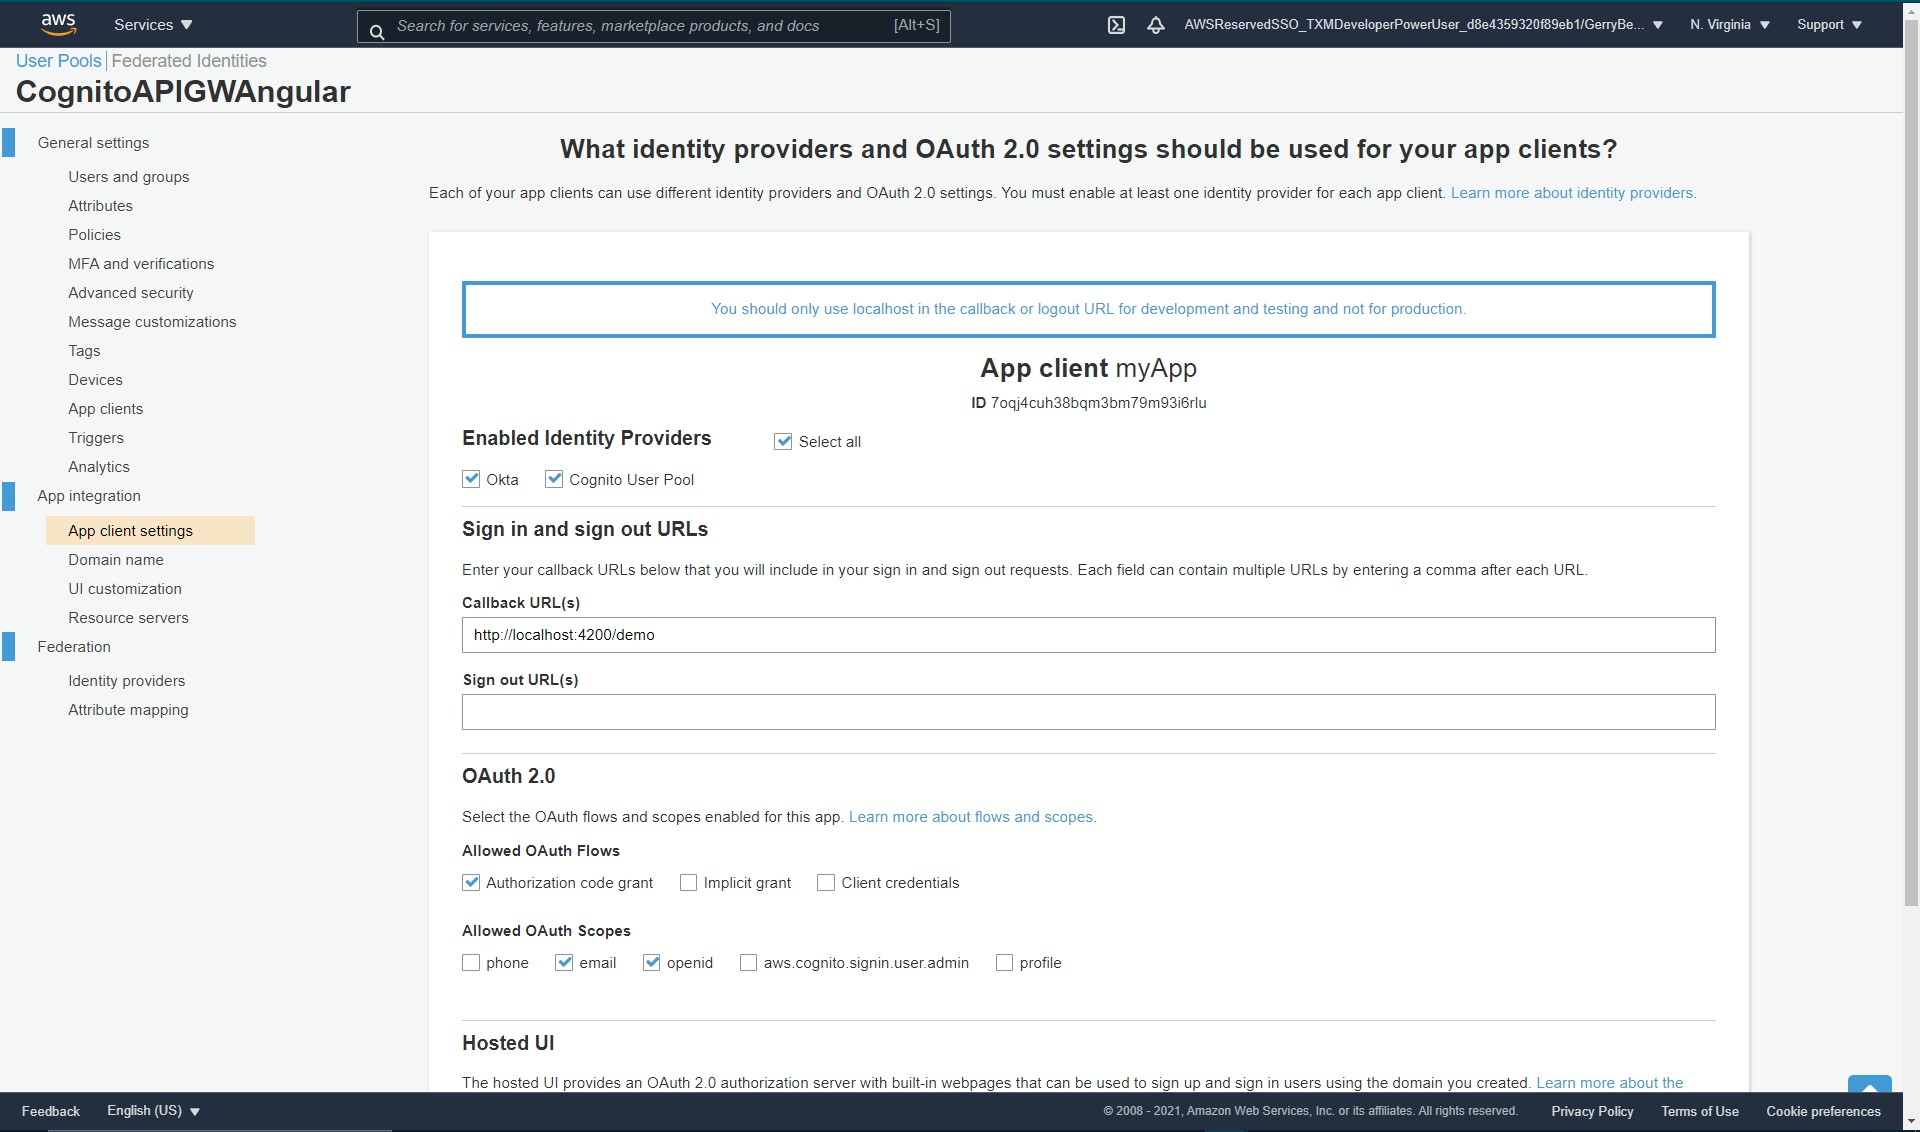 aws
Services
Search for services, features, marketplace products, and docs [Alt+S]
AWSReservedSSO_TXMDeveloperPowerUser_d8e4359320f89eb1/GerryBe...
N. Virginia
Support
User Pools | Federated Identities
CognitoAPIGWAngular
General settings
Users and groups
Attributes
Policies
MFA and verifications
Advanced security
Message customizations
Tags
Devices
App clients
Triggers
Analytics
App integration
App client settings
Domain name
UI customization
Resource servers
Federation
Identity providers
Attribute mapping
What identity providers and OAuth 2.0 settings should be used for your app clients?
Each of your app clients can use different identity providers and OAuth 2.0 settings. You must enable at least one identity provider for each app client. Learn more about identity providers.
You should only use localhost in the callback or logout URL for development and testing and not for production.
App client myApp
ID 7oqj4cuh38bqm3bm79m93i6rlu
Enabled Identity Providers
Select all
Okta
Cognito User Pool
Sign in and sign out URLs
Enter your callback URLs below that you will include in your sign in and sign out requests. Each field can contain multiple URLs by entering a comma after each URL.
Callback URL(s)
http://localhost:4200/demo
Sign out URL(s)
OAuth 2.0
Select the OAuth flows and scopes enabled for this app. Learn more about flows and scopes.
Allowed OAuth Flows
Authorization code grant
Implicit grant
Client credentials
Allowed OAuth Scopes
phone
email
openid
aws.cognito.signin.user.admin
profile
Hosted UI
The hosted UI provides an OAuth 2.0 authorization server with built-in webpages that can be used to sign up and sign in users using the domain you created. Learn more about the
Feedback
English (US)
© 2008 - 2021, Amazon Web Services, Inc. or its affiliates. All rights reserved.
Privacy Policy
Terms of Use
Cookie preferences